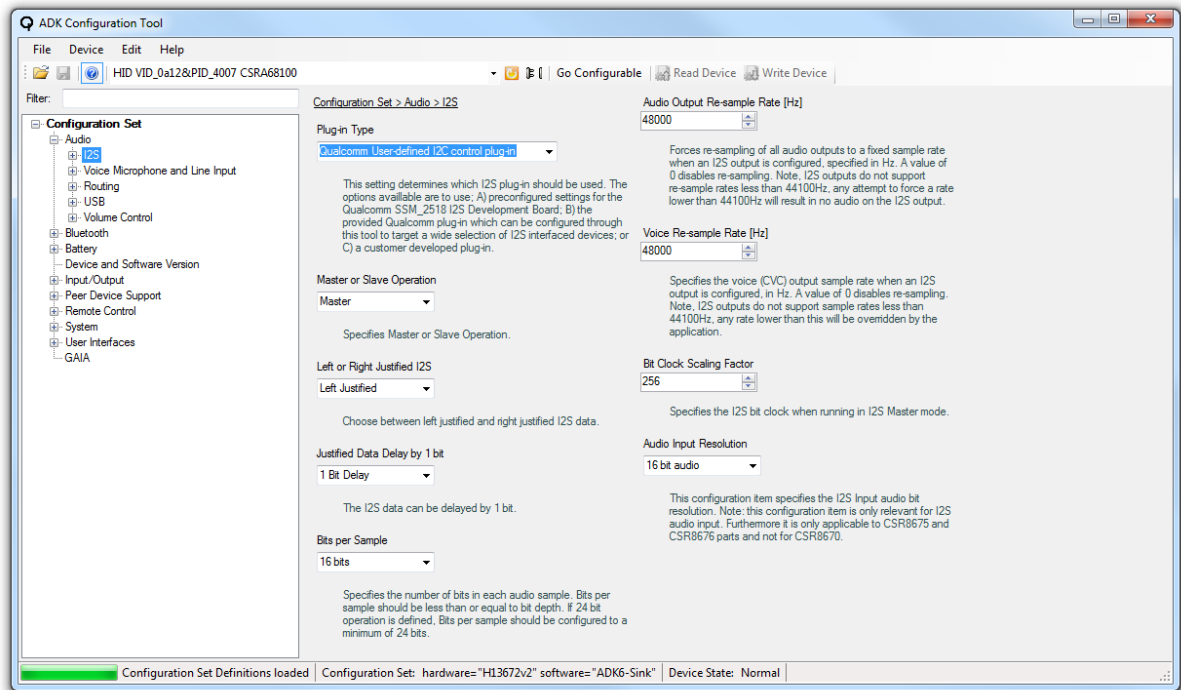 ADK Configuration Tool
File Device Edit Help
HID VID_0a12&PID_4007 CSRA68100 Go Configurable Read Device Write Device
Filter:
Configuration Set
Audio
I2S
Voice Microphone and Line Input
Routing
USB
Volume Control
Bluetooth
Battery
Device and Software Version
Input/Output
Peer Device Support
Remote Control
System
User Interfaces
GAIA
Configuration Set > Audio > I2S
Plug-in Type
Qualcomm User-defined I2C control plug-in
This setting determines which I2S plug-in should be used. The
options available are to use; A) preconfigured settings for the
Qualcomm SSM_2518 I2S Development Board; B) the
provided Qualcomm plug-in which can be configured through
this tool to target a wide selection of I2S interfaced devices; or
C) a customer developed plug-in.
Master or Slave Operation
Master
Specifies Master or Slave Operation.
Left or Right Justified I2S
Left Justified
Choose between left justified and right justified I2S data.
Justified Data Delay by 1 bit
1 Bit Delay
The I2S data can be delayed by 1 bit.
Bits per Sample
16 bits
Specifies the number of bits in each audio sample. Bits per
sample should be less than or equal to bit depth. If 24 bit
operation is defined, Bits per sample should be configured to a
minimum of 24 bits.
Audio Output Re-sample Rate [Hz]
48000
Forces re-sampling of all audio outputs to a fixed sample rate
when an I2S output is configured, specified in Hz. A value of
0 disables re-sampling. Note, I2S outputs do not support
re-sample rates less than 44100Hz, any attempt to force a rate
lower than 44100Hz will result in no audio on the I2S output.
Voice Re-sample Rate [Hz]
48000
Specifies the voice (CVC) output sample rate when an I2S
output is configured, in Hz. A value of 0 disables re-sampling.
Note, I2S outputs do not support sample rates less than
44100Hz, any rate lower than this will be overridden by the
application.
Bit Clock Scaling Factor
256
Specifies the I2S bit clock when running in I2S Master mode.
Audio Input Resolution
16 bit audio
This configuration item specifies the I2S Input audio bit
resolution. Note: this configuration item is only relevant for I2S
audio input. Furthermore it is only applicable to CSR8675 and
CSR8676 parts and not for CSR8670.
Configuration Set Definitions loaded Configuration Set: hardware="H13672v2" software="ADK6-Sink" Device State: Normal